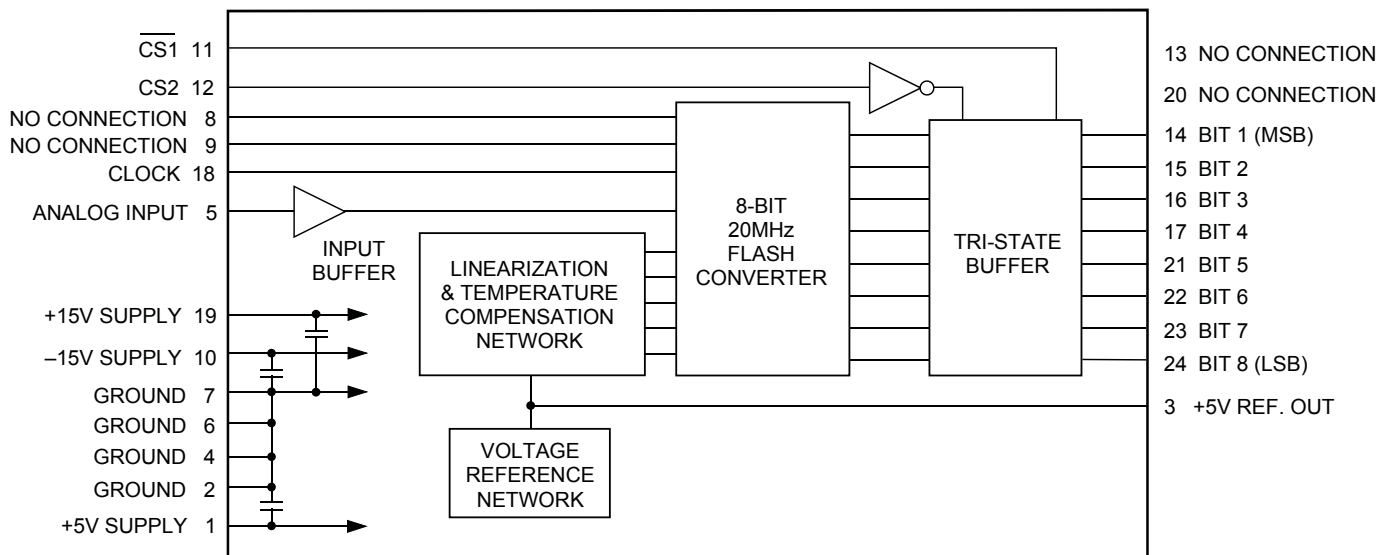 CS1 11
CS2 12
NO CONNECTION 8
NO CONNECTION 9
CLOCK 18
ANALOG INPUT 5
+15V SUPPLY 19
–15V SUPPLY 10
GROUND 7
GROUND 6
GROUND 4
GROUND 2
+5V SUPPLY 1
INPUT
BUFFER
LINEARIZATION
& TEMPERATURE
COMPENSATION
NETWORK
VOLTAGE
REFERENCE
NETWORK
8-BIT
20MHz
FLASH
CONVERTER
TRI-STATE
BUFFER
13 NO CONNECTION
20 NO CONNECTION
14 BIT 1 (MSB)
15 BIT 2
16 BIT 3
17 BIT 4
21 BIT 5
22 BIT 6
23 BIT 7
24 BIT 8 (LSB)
3 +5V REF. OUT